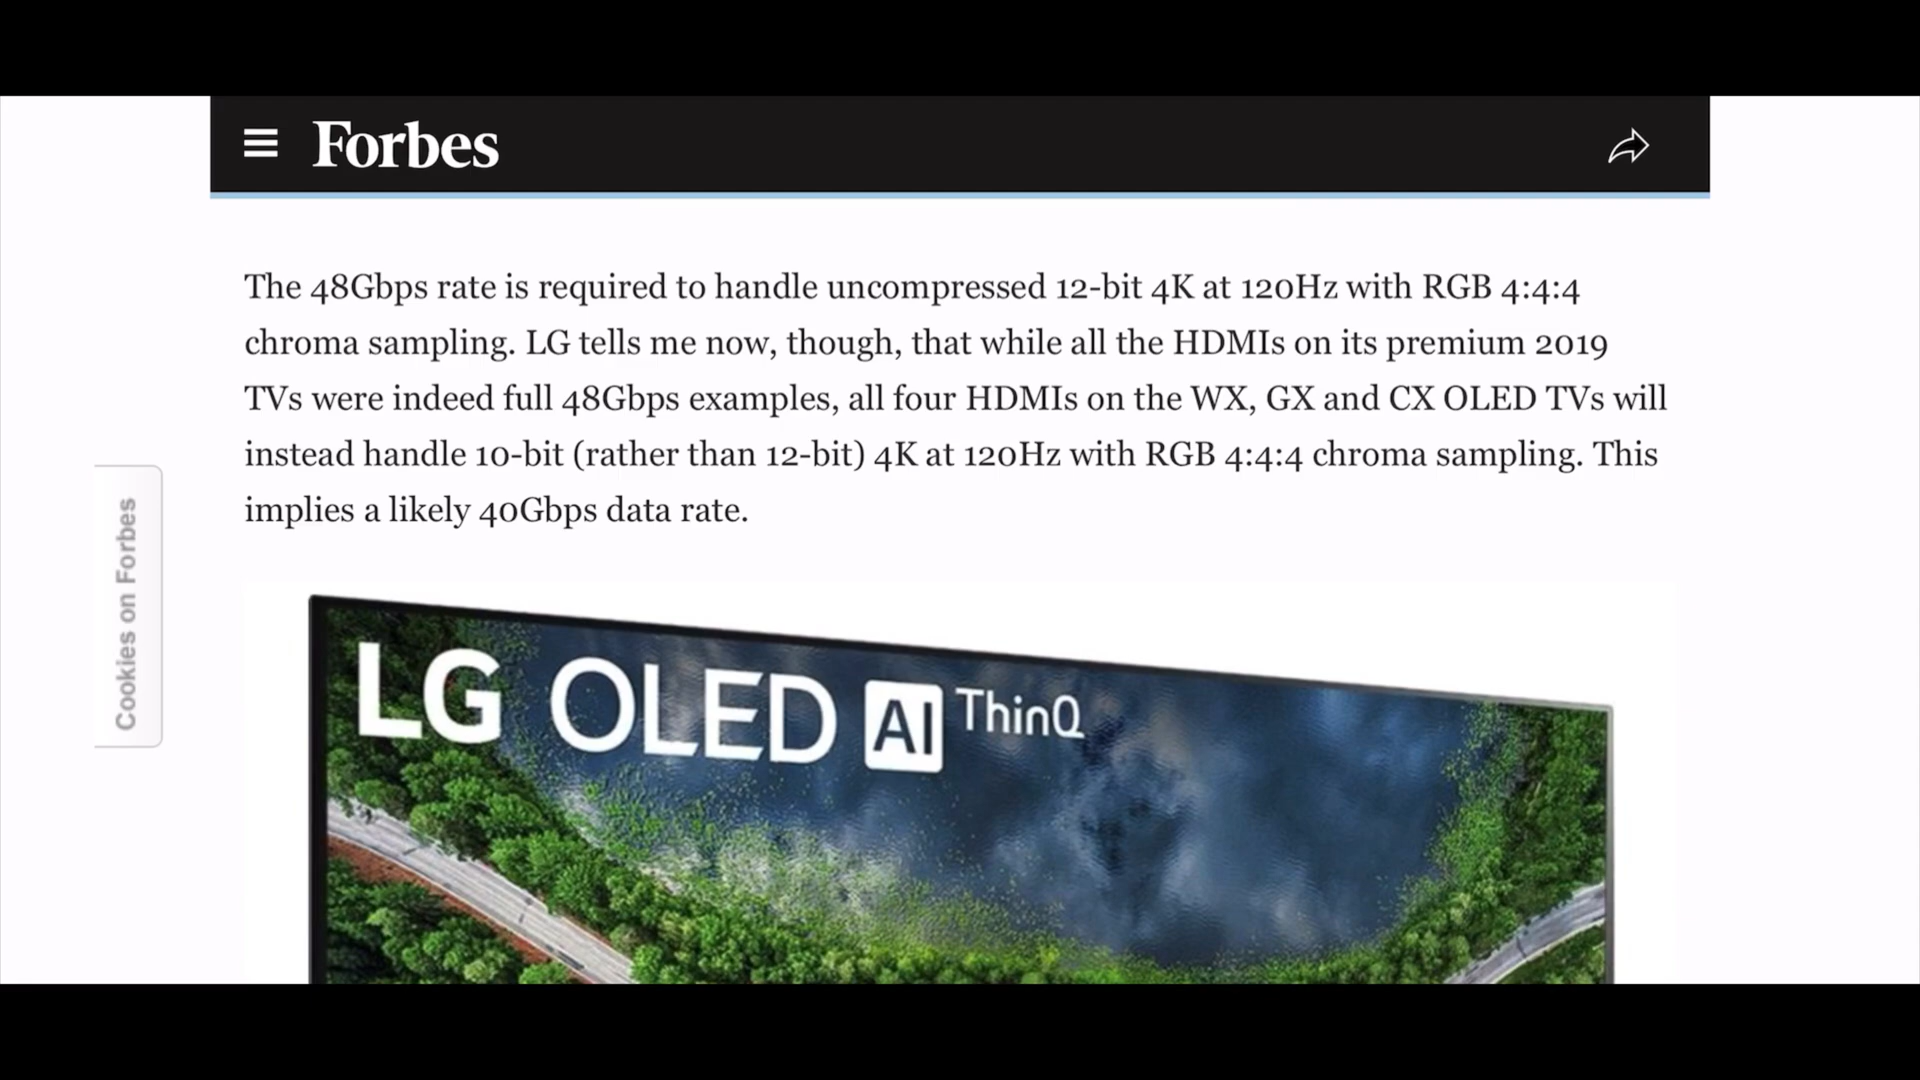 Forbes
The 48Gbps rate is required to handle uncompressed 12-bit 4K at 120Hz with RGB 4:4:4
chroma sampling. LG tells me now, though, that while all the HDMIs on its premium 2019
TVs were indeed full 48Gbps examples, all four HDMIs on the WX, GX and CX OLED TVs will
instead handle 10-bit (rather than 12-bit) 4K at 120Hz with RGB 4:4:4 chroma sampling. This
implies a likely 40Gbps data rate.
Cookies on Forbes
LG OLED AI ThinQ